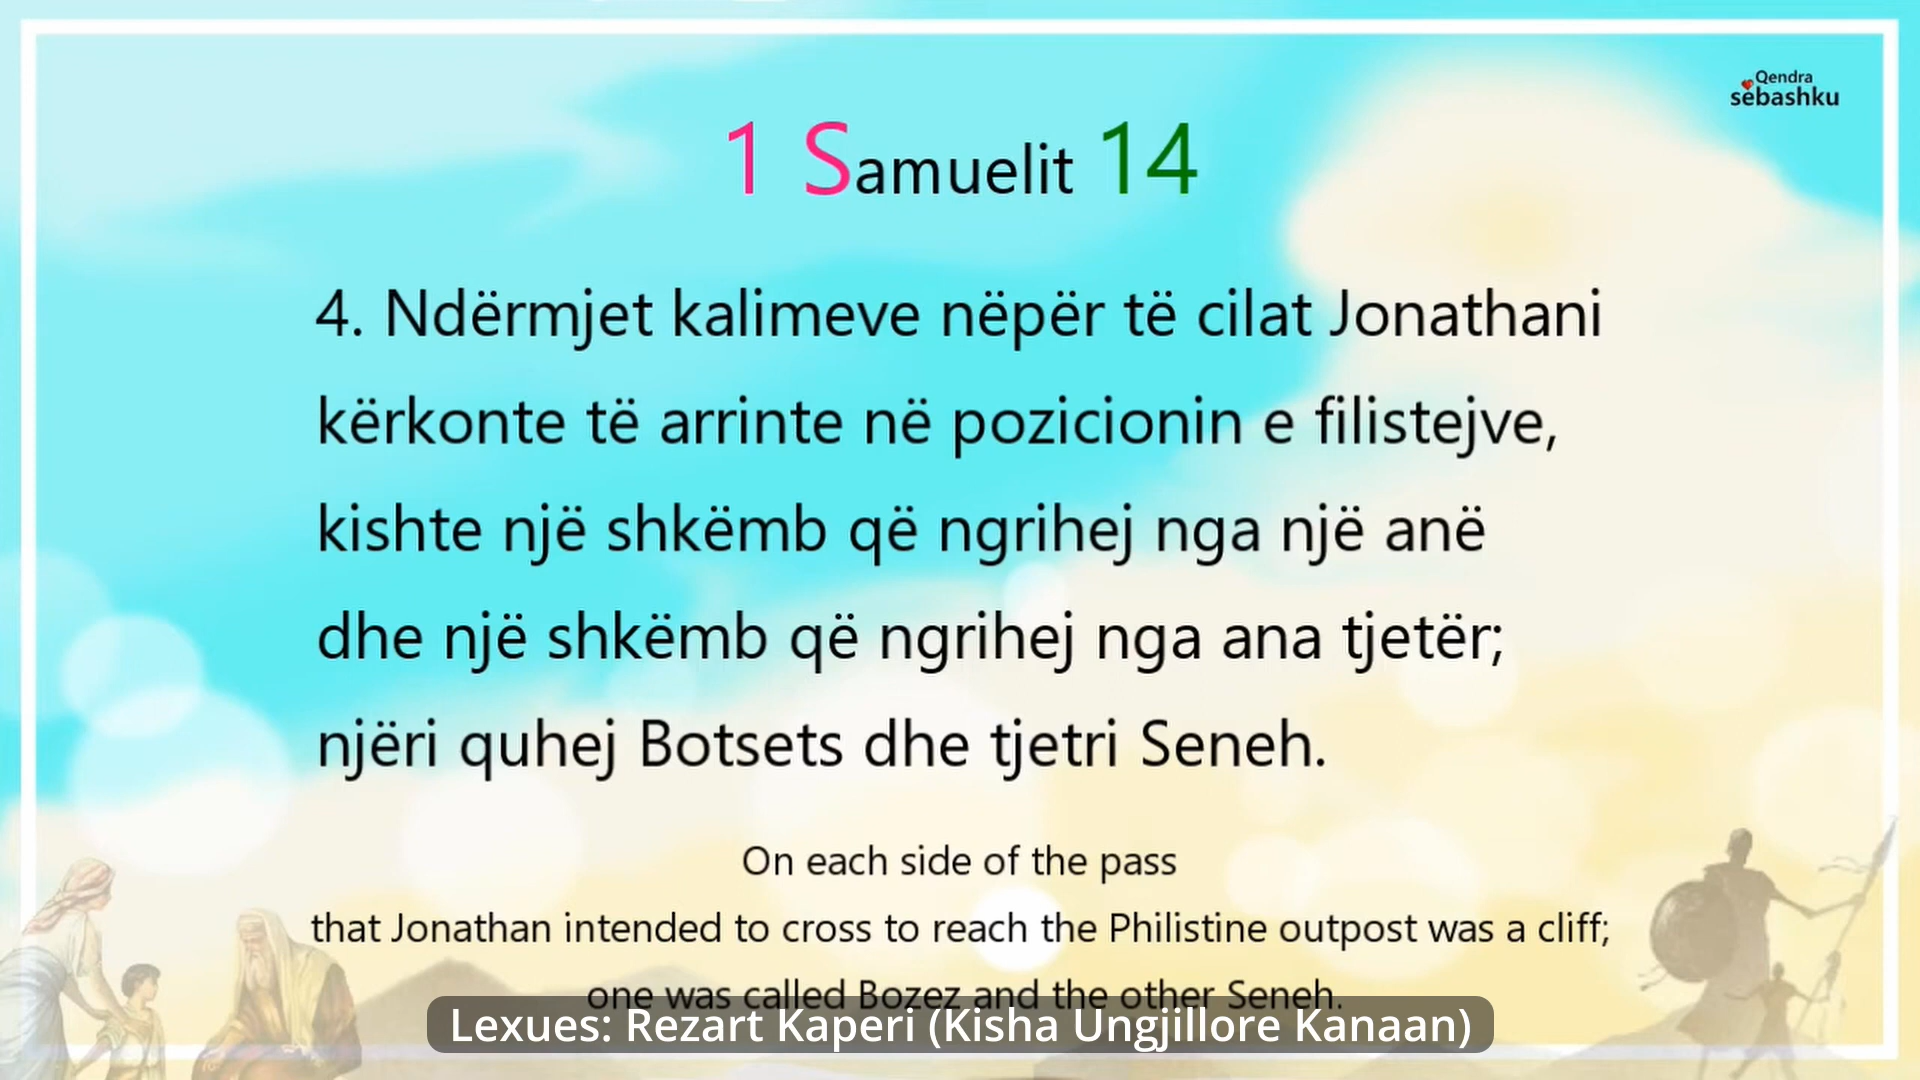 Qendra
sëbashku
1 Samuelit 14
4. Ndërmjet kalimeve nëpër të cilat Jonathani
kërkonte të arrinte në pozicionin e filistejve,
kishte një shkëmb që ngrihej nga një anë
dhe një shkëmb që ngrihej nga ana tjetër;
njëri quhej Botsets dhe tjetri Seneh.
On each side of the pass
that Jonathan intended to cross to reach the Philistine outpost was a cliff;
one was called Bozez and the other Seneh.
Lexues: Rezart Kaperi (Kisha Ungjillore Kanaan)